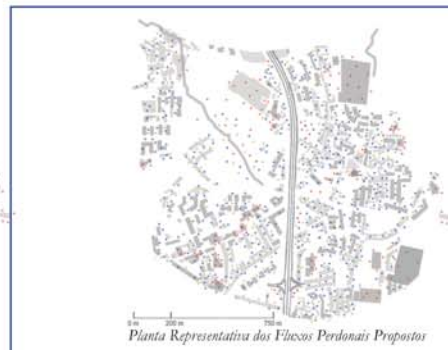 0 m 200 m 750 m
Planta Representativa dos Fluxos Perdonais Propostos